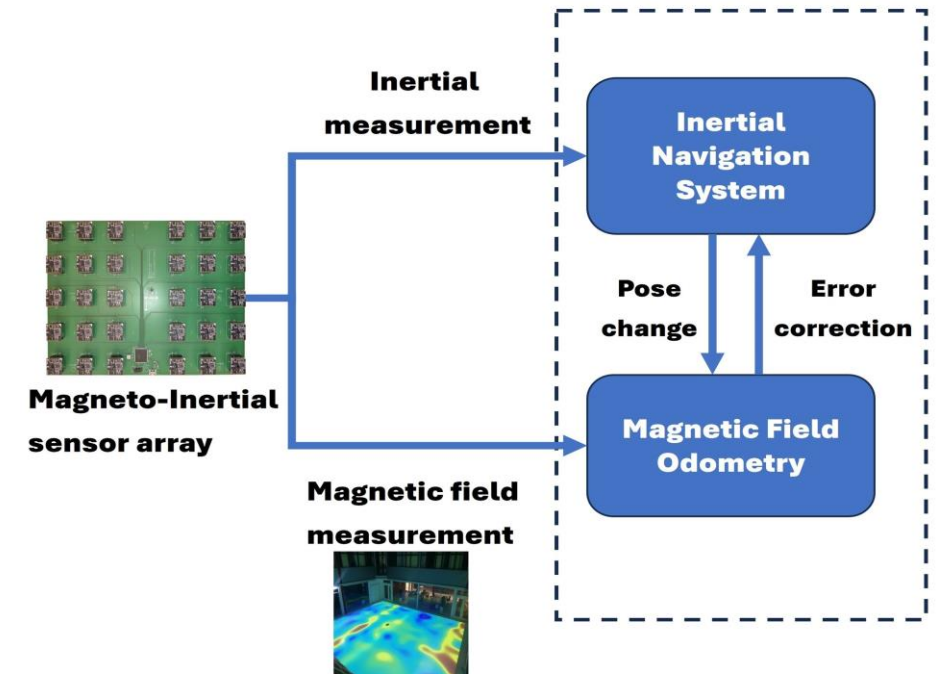 Inertial
measurement
Inertial
Navigation
System
Pose
change
Error
correction
Magneto-Inertial
sensor array
Magnetic Field
Odometry
Magnetic field
measurement